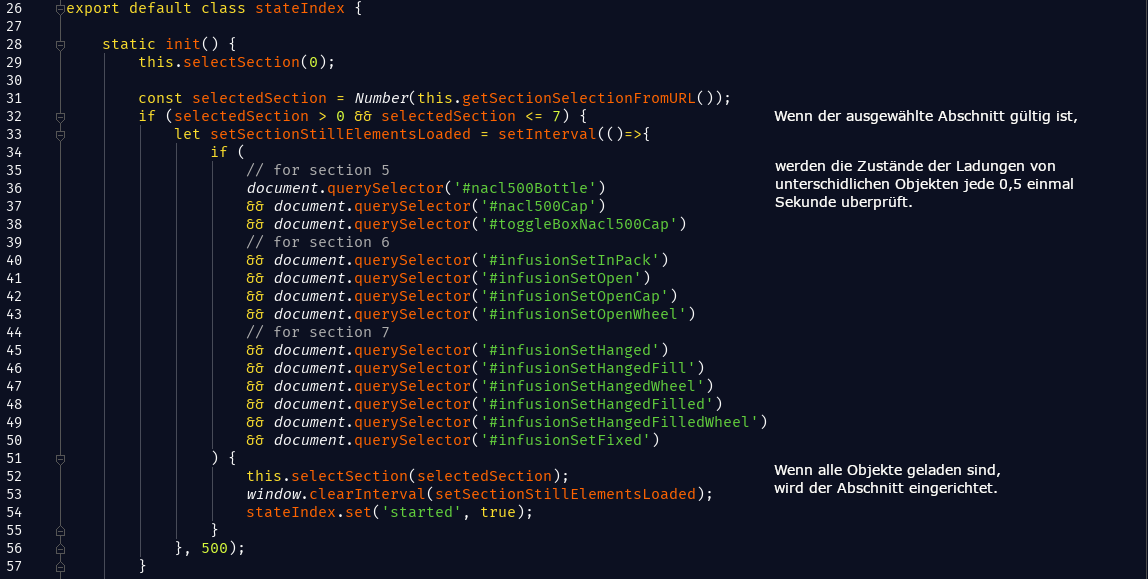 26 export default class stateIndex {
27
28 static init() {
29 this.selectSection(0);
30
31 const selectedSection = Number(this.getSectionSelectionFromURL());
32 if (selectedSection > 0 && selectedSection <= 7) { Wenn der ausgewählte Abschnitt gültig ist,
33 let setSectionStillElementsLoaded = setInterval(()=>{
34 if (
35 // for section 5 werden die Zustände der Ladungen von
36 document.querySelector('#nacl500Bottle') unterschidlichen Objekten jede 0,5 einmal
37 && document.querySelector('#nacl500Cap') Sekunde uberprüft.
38 && document.querySelector('#toggleBoxNacl500Cap')
39 // for section 6
40 && document.querySelector('#infusionSetInPack')
41 && document.querySelector('#infusionSetOpen')
42 && document.querySelector('#infusionSetOpenCap')
43 && document.querySelector('#infusionSetOpenWheel')
44 // for section 7
45 && document.querySelector('#infusionSetHanged')
46 && document.querySelector('#infusionSetHangedFill')
47 && document.querySelector('#infusionSetHangedWheel')
48 && document.querySelector('#infusionSetHangedFilled')
49 && document.querySelector('#infusionSetHangedFilledWheel')
50 && document.querySelector('#infusionSetFixed')
51 ) {
52 this.selectSection(selectedSection); Wenn alle Objekte geladen sind,
53 window.clearInterval(setSectionStillElementsLoaded); wird der Abschnitt eingerichtet.
54 stateIndex.set('started', true);
55 }
56 }, 500);
57 }